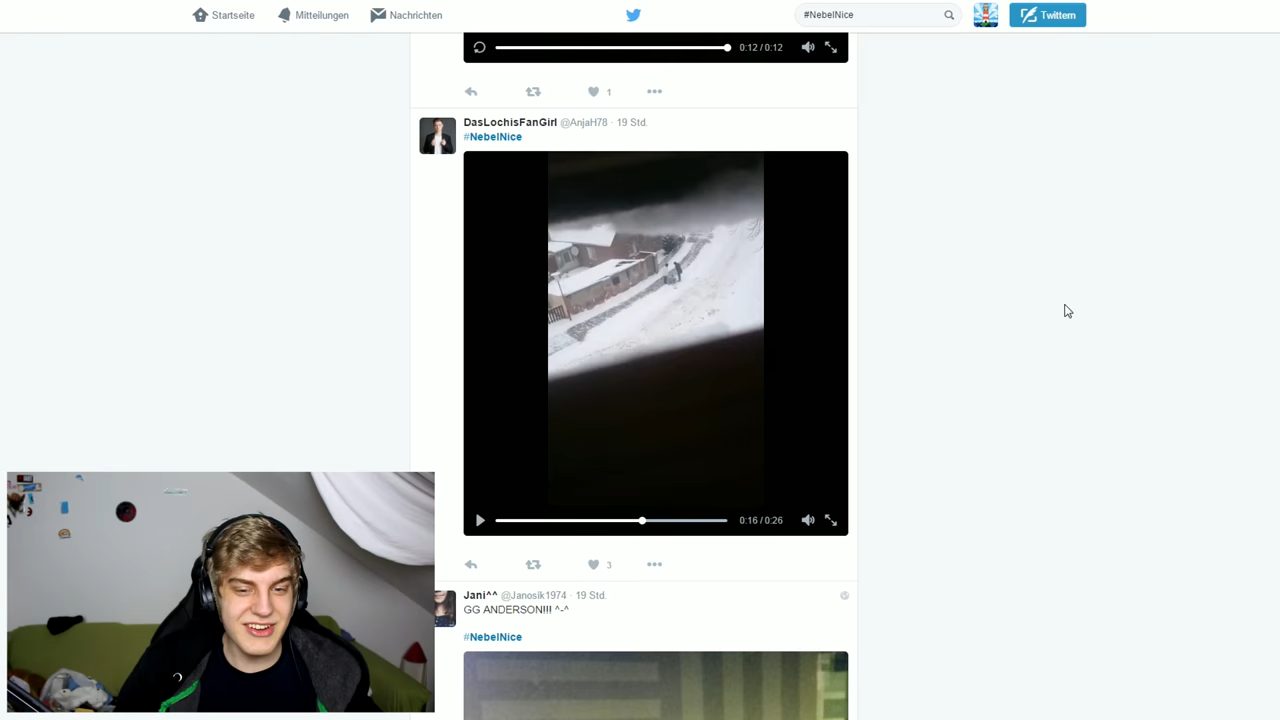 Startseite Mitteilungen Nachrichten #NebelNice Twittern
0:12 / 0:12
1
DasLochisFanGirl @AnjaH78 · 19 Std.
#NebelNice
0:16 / 0:26
3
Jani^^ @Janosik1974 · 19 Std.
GG ANDERSON!!! ^-^
#NebelNice